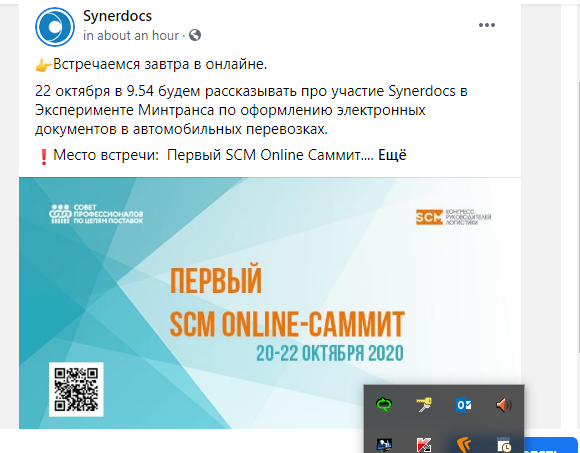 Synerdocs
in about an hour ·
👉Встречаемся завтра в онлайне.
22 октября в 9.54 будем рассказывать про участие Synerdocs в
Эксперименте Минтранса по оформлению электронных
документов в автомобильных перевозках.
❗Место встречи: Первый SCM Online Саммит.... Ещё
СОВЕТ
ПРОФЕССИОНАЛОВ
ПО ЦЕПЯМ ПОСТАВОК
SCM КОНГРЕСС
РУКОВОДИТЕЛЕЙ
ЛОГИСТИКИ
ПЕРВЫЙ
SCM ONLINE-САММИТ
20-22 ОКТЯБРЯ 2020